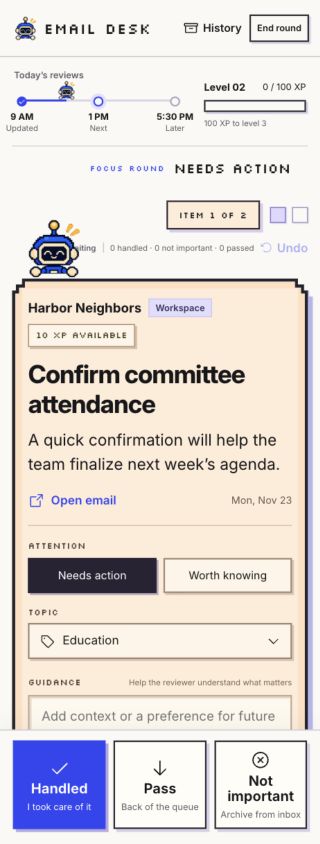 EMAIL DESK
History
End round
Today's reviews
9 AM
Updated
1 PM
Next
5:30 PM
Later
Level 02
0 / 100 XP
100 XP to level 3
FOCUS ROUND
NEEDS ACTION
ITEM 1 OF 2
0 handled · 0 not important · 0 passed
Undo
Harbor Neighbors
Workspace
10 XP AVAILABLE
Confirm committee
attendance
A quick confirmation will help the
team finalize next week's agenda.
Open email
Mon, Nov 23
ATTENTION
Needs action
Worth knowing
TOPIC
Education
GUIDANCE
Help the reviewer understand what matters
Add context or a preference for future
Handled
I took care of it
Pass
Back of the queue
Not
important
Archive from inbox